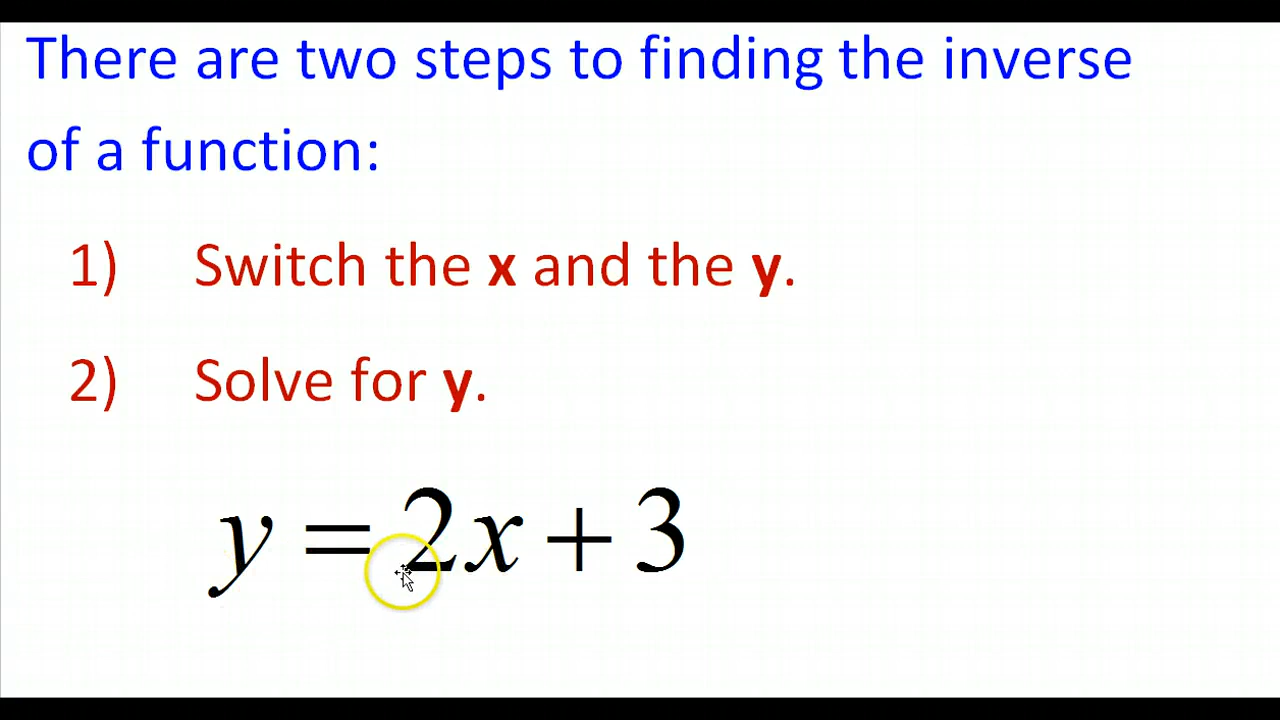 There are two steps to finding the inverse
of a function:
1) Switch the x and the y.
2) Solve for y.
y = 2x + 3